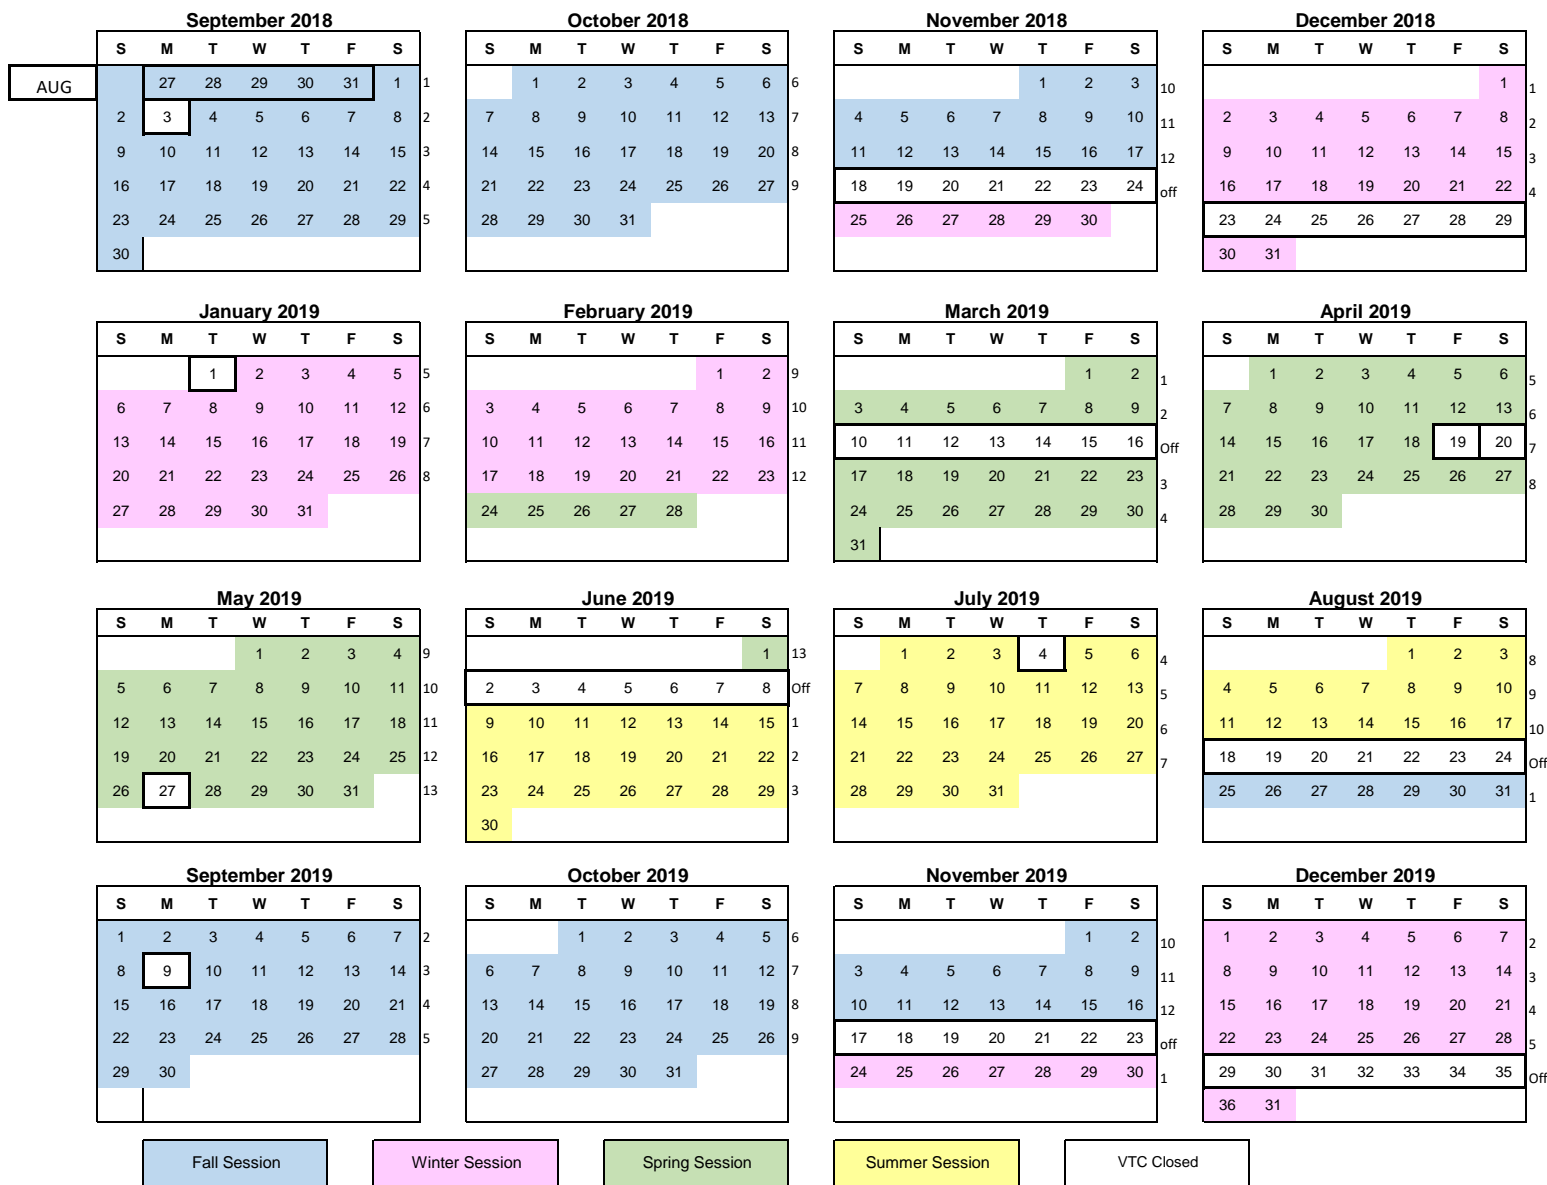 September 2018 October 2018 November 2018 December 2018
S M T W T F S S M T W T F S S M T W T F S S M T W T F S
AUG 27 28 29 30 31 1 1 1 2 3 4 5 6 6 1 2 3 10 1 1
2 3 4 5 6 7 8 2 7 8 9 10 11 12 13 7 4 5 6 7 8 9 10 11 2 3 4 5 6 7 8 2
9 10 11 12 13 14 15 3 14 15 16 17 18 19 20 8 11 12 13 14 15 16 17 12 9 10 11 12 13 14 15 3
16 17 18 19 20 21 22 4 21 22 23 24 25 26 27 9 18 19 20 21 22 23 24 off 16 17 18 19 20 21 22 4
23 24 25 26 27 28 29 5 28 29 30 31 25 26 27 28 29 30 23 24 25 26 27 28 29
30 30 31
January 2019 February 2019 March 2019 April 2019
S M T W T F S S M T W T F S S M T W T F S S M T W T F S
1 2 3 4 5 5 1 2 9 1 2 1 1 2 3 4 5 6 5
6 7 8 9 10 11 12 6 3 4 5 6 7 8 9 10 3 4 5 6 7 8 9 2 7 8 9 10 11 12 13 6
13 14 15 16 17 18 19 7 10 11 12 13 14 15 16 11 10 11 12 13 14 15 16 Off 14 15 16 17 18 19 20 7
20 21 22 23 24 25 26 8 17 18 19 20 21 22 23 12 17 18 19 20 21 22 23 3 21 22 23 24 25 26 27 8
27 28 29 30 31 24 25 26 27 28 24 25 26 27 28 29 30 4 28 29 30
31
May 2019 June 2019 July 2019 August 2019
S M T W T F S S M T W T F S S M T W T F S S M T W T F S
1 2 3 4 9 1 13 1 2 3 4 5 6 4 1 2 3 8
5 6 7 8 9 10 11 10 2 3 4 5 6 7 8 Off 7 8 9 10 11 12 13 5 4 5 6 7 8 9 10 9
12 13 14 15 16 17 18 11 9 10 11 12 13 14 15 1 14 15 16 17 18 19 20 6 11 12 13 14 15 16 17 10
19 20 21 22 23 24 25 12 16 17 18 19 20 21 22 2 21 22 23 24 25 26 27 7 18 19 20 21 22 23 24 Off
26 27 28 29 30 31 13 23 24 25 26 27 28 29 3 28 29 30 31 25 26 27 28 29 30 31 1
30
September 2019 October 2019 November 2019 December 2019
S M T W T F S S M T W T F S S M T W T F S S M T W T F S
1 2 3 4 5 6 7 2 1 2 3 4 5 6 1 2 10 1 2 3 4 5 6 7 2
8 9 10 11 12 13 14 3 6 7 8 9 10 11 12 7 3 4 5 6 7 8 9 11 8 9 10 11 12 13 14 3
15 16 17 18 19 20 21 4 13 14 15 16 17 18 19 8 10 11 12 13 14 15 16 12 15 16 17 18 19 20 21 4
22 23 24 25 26 27 28 5 20 21 22 23 24 25 26 9 17 18 19 20 21 22 23 off 22 23 24 25 26 27 28 5
29 30 27 28 29 30 31 24 25 26 27 28 29 30 1 29 30 31 32 33 34 35 Off
36 31
Fall Session Winter Session Spring Session Summer Session VTC Closed